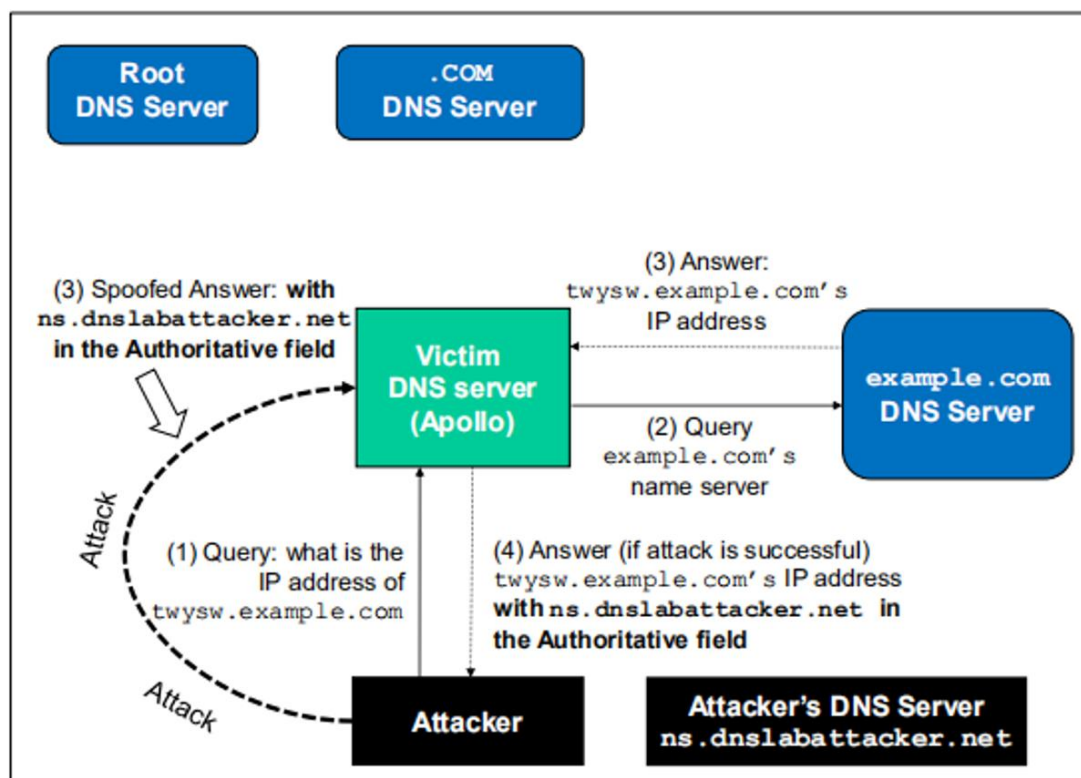 Root
DNS Server
.COM
DNS Server
(3) Spoofed Answer: with
ns.dnslabattacker.net
in the Authoritative field
(3) Answer:
twysw.example.com's
IP address
Victim
DNS server
(Apollo)
example.com
DNS Server
(2) Query
example.com's
name server
Attack
(1) Query: what is the
IP address of
twysw.example.com
(4) Answer (if attack is successful)
twysw.example.com's IP address
with ns.dnslabattacker.net in
the Authoritative field
Attack
Attacker
Attacker's DNS Server
ns.dnslabattacker.net